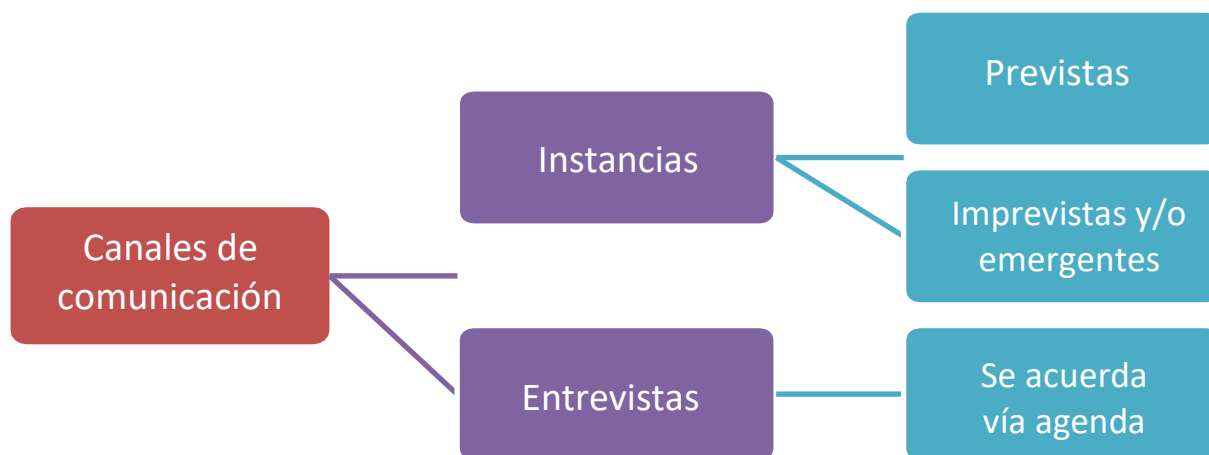 Canales de
comunicación
Instancias
Previstas
Imprevistas y/o
emergentes
Entrevistas
Se acuerda
vía agenda